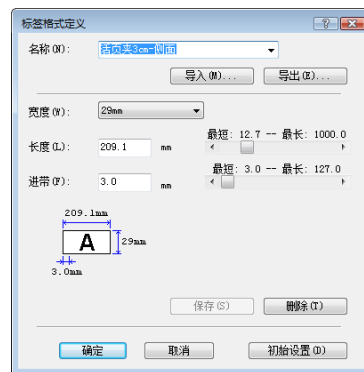 标签格式定义
名称(N): 活页夹3cm-侧面
导入(M)... 导出(E)...
宽度(W): 29mm
最短: 12.7 -- 最长: 1000.0
长度(L): 209.1 mm
最短: 3.0 -- 最长: 127.0
进带(F): 3.0 mm
209.1mm
A 29mm
3.0mm
保存(S) 删除(T)
确定 取消 初始设置(D)